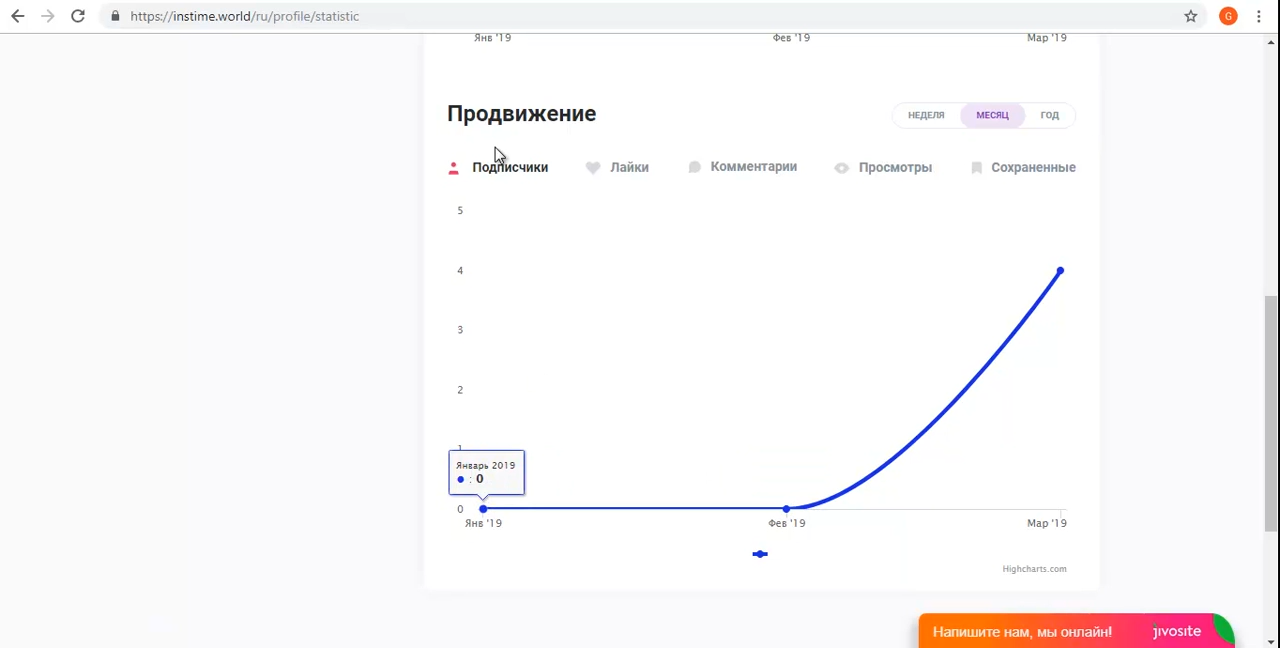 https://instime.world/ru/profile/statistic
G
Янв '19 Фев '19 Мар '19
Продвижение
НЕДЕЛЯ МЕСЯЦ ГОД
Подписчики Лайки Комментарии Просмотры Сохраненные
5
4
3
2
1
Январь 2019
: 0
0
Янв '19 Фев '19 Мар '19
Highcharts.com
Напишите нам, мы онлайн! jivosite